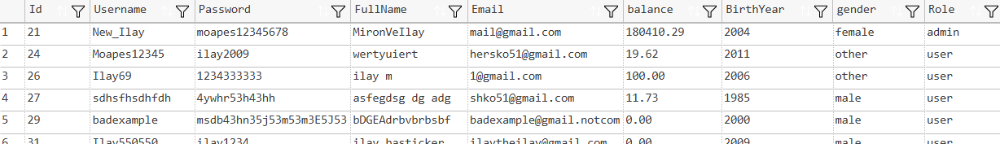 Id Username Password FullName Email balance BirthYear gender Role
1 21 New_Ilay moapes12345678 MironVeIlay mail@gmail.com 180410.29 2004 female admin
2 24 Moapes12345 ilay2009 wertyuiert hersko51@gmail.com 19.62 2011 other user
3 26 Ilay69 1234333333 ilay m 1@gmail.com 100.00 2006 other user
4 27 sdhsfhsdhfdh 4ywhr53h43hh asfegdsg dg adg shko51@gmail.com 11.73 1985 male user
5 29 badexample msdb43hn35j53m53m3E5J53 bDGEAdrbvbrbsbf badexample@gmail.notcom 0.00 2000 male user
6 31 Ilay550550 ilay1234 ilay hasticker ilaytheilay@gmail.com 0.00 2009 male user